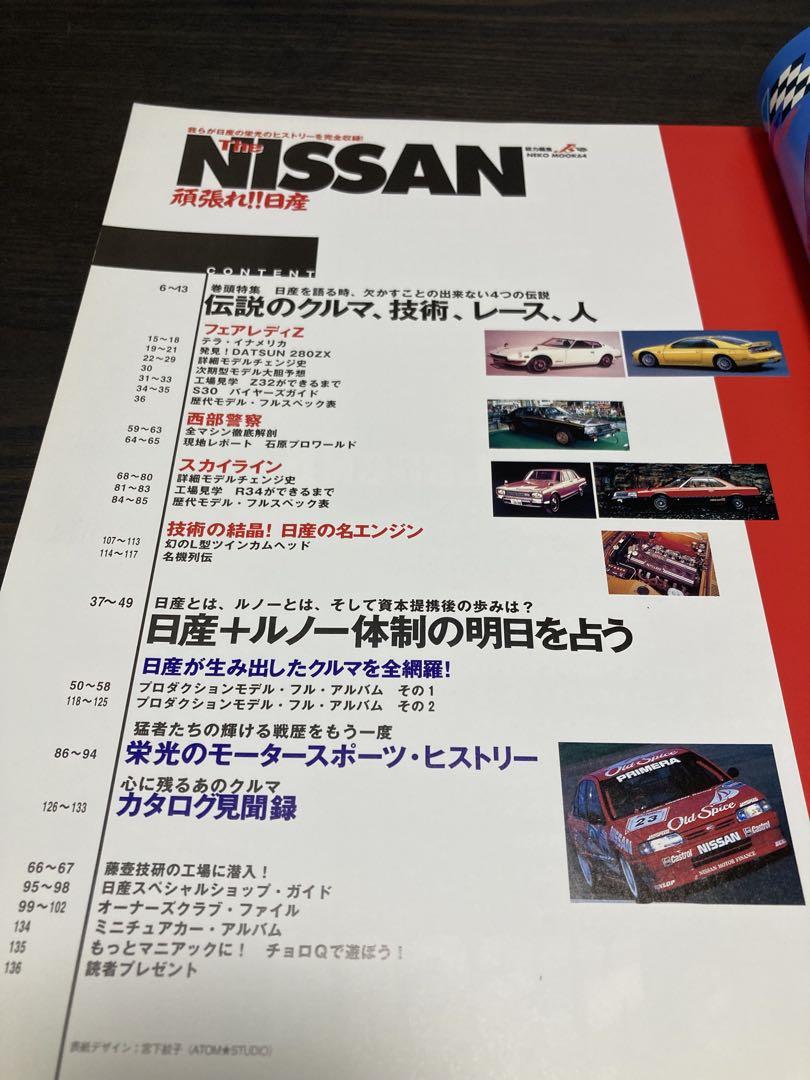 我らが日産の栄光のヒストリーを完全収録!
The
NISSAN
総力編集
NEKO MOOK64
頑張れ!!日産
CONTENT
6〜13 巻頭特集 日産を語る時、欠かすことの出来ない4つの伝説
伝説のクルマ、技術、レース、人
フェアレディZ
15〜18 テラ・イナメリカ
19〜21 発見!DATSUN 280ZX
22〜29 詳細モデルチェンジ史
30 次期型モデル大胆予想
31〜33 工場見学 Z32ができるまで
34〜35 S30 バイヤーズガイド
36 歴代モデル・フルスペック表
西部警察
59〜63 全マシン徹底解剖
64〜65 現地レポート 石原プロワールド
スカイライン
68〜80 詳細モデルチェンジ史
81〜83 工場見学 R34ができるまで
84〜85 歴代モデル・フルスペック表
技術の結晶!日産の名エンジン
107〜113 幻のL型ツインカムヘッド
114〜117 名機列伝
37〜49 日産とは、ルノーとは、そして資本提携後の歩みは?
日産+ルノー体制の明日を占う
日産が生み出したクルマを全網羅!
50〜58 プロダクションモデル・フル・アルバム その1
118〜125 プロダクションモデル・フル・アルバム その2
猛者たちの輝ける戦歴をもう一度
86〜94 栄光のモータースポーツ・ヒストリー
心に残るあのクルマ
126〜133 カタログ見聞録
Old Spice
PRIMERA
23
Old Spice
Castrol
NISSAN
Castrol
NISSAN MOTOR FINANCE
66〜67 藤壺技研の工場に潜入!
95〜98 日産スペシャルショップ・ガイド
99〜102 オーナーズクラブ・ファイル
134 ミニチュアカー・アルバム
135 もっとマニアックに! チョロQで遊ぼう!
136 読者プレゼント
表紙デザイン:宮下絞子(ATOM★STUDIO)